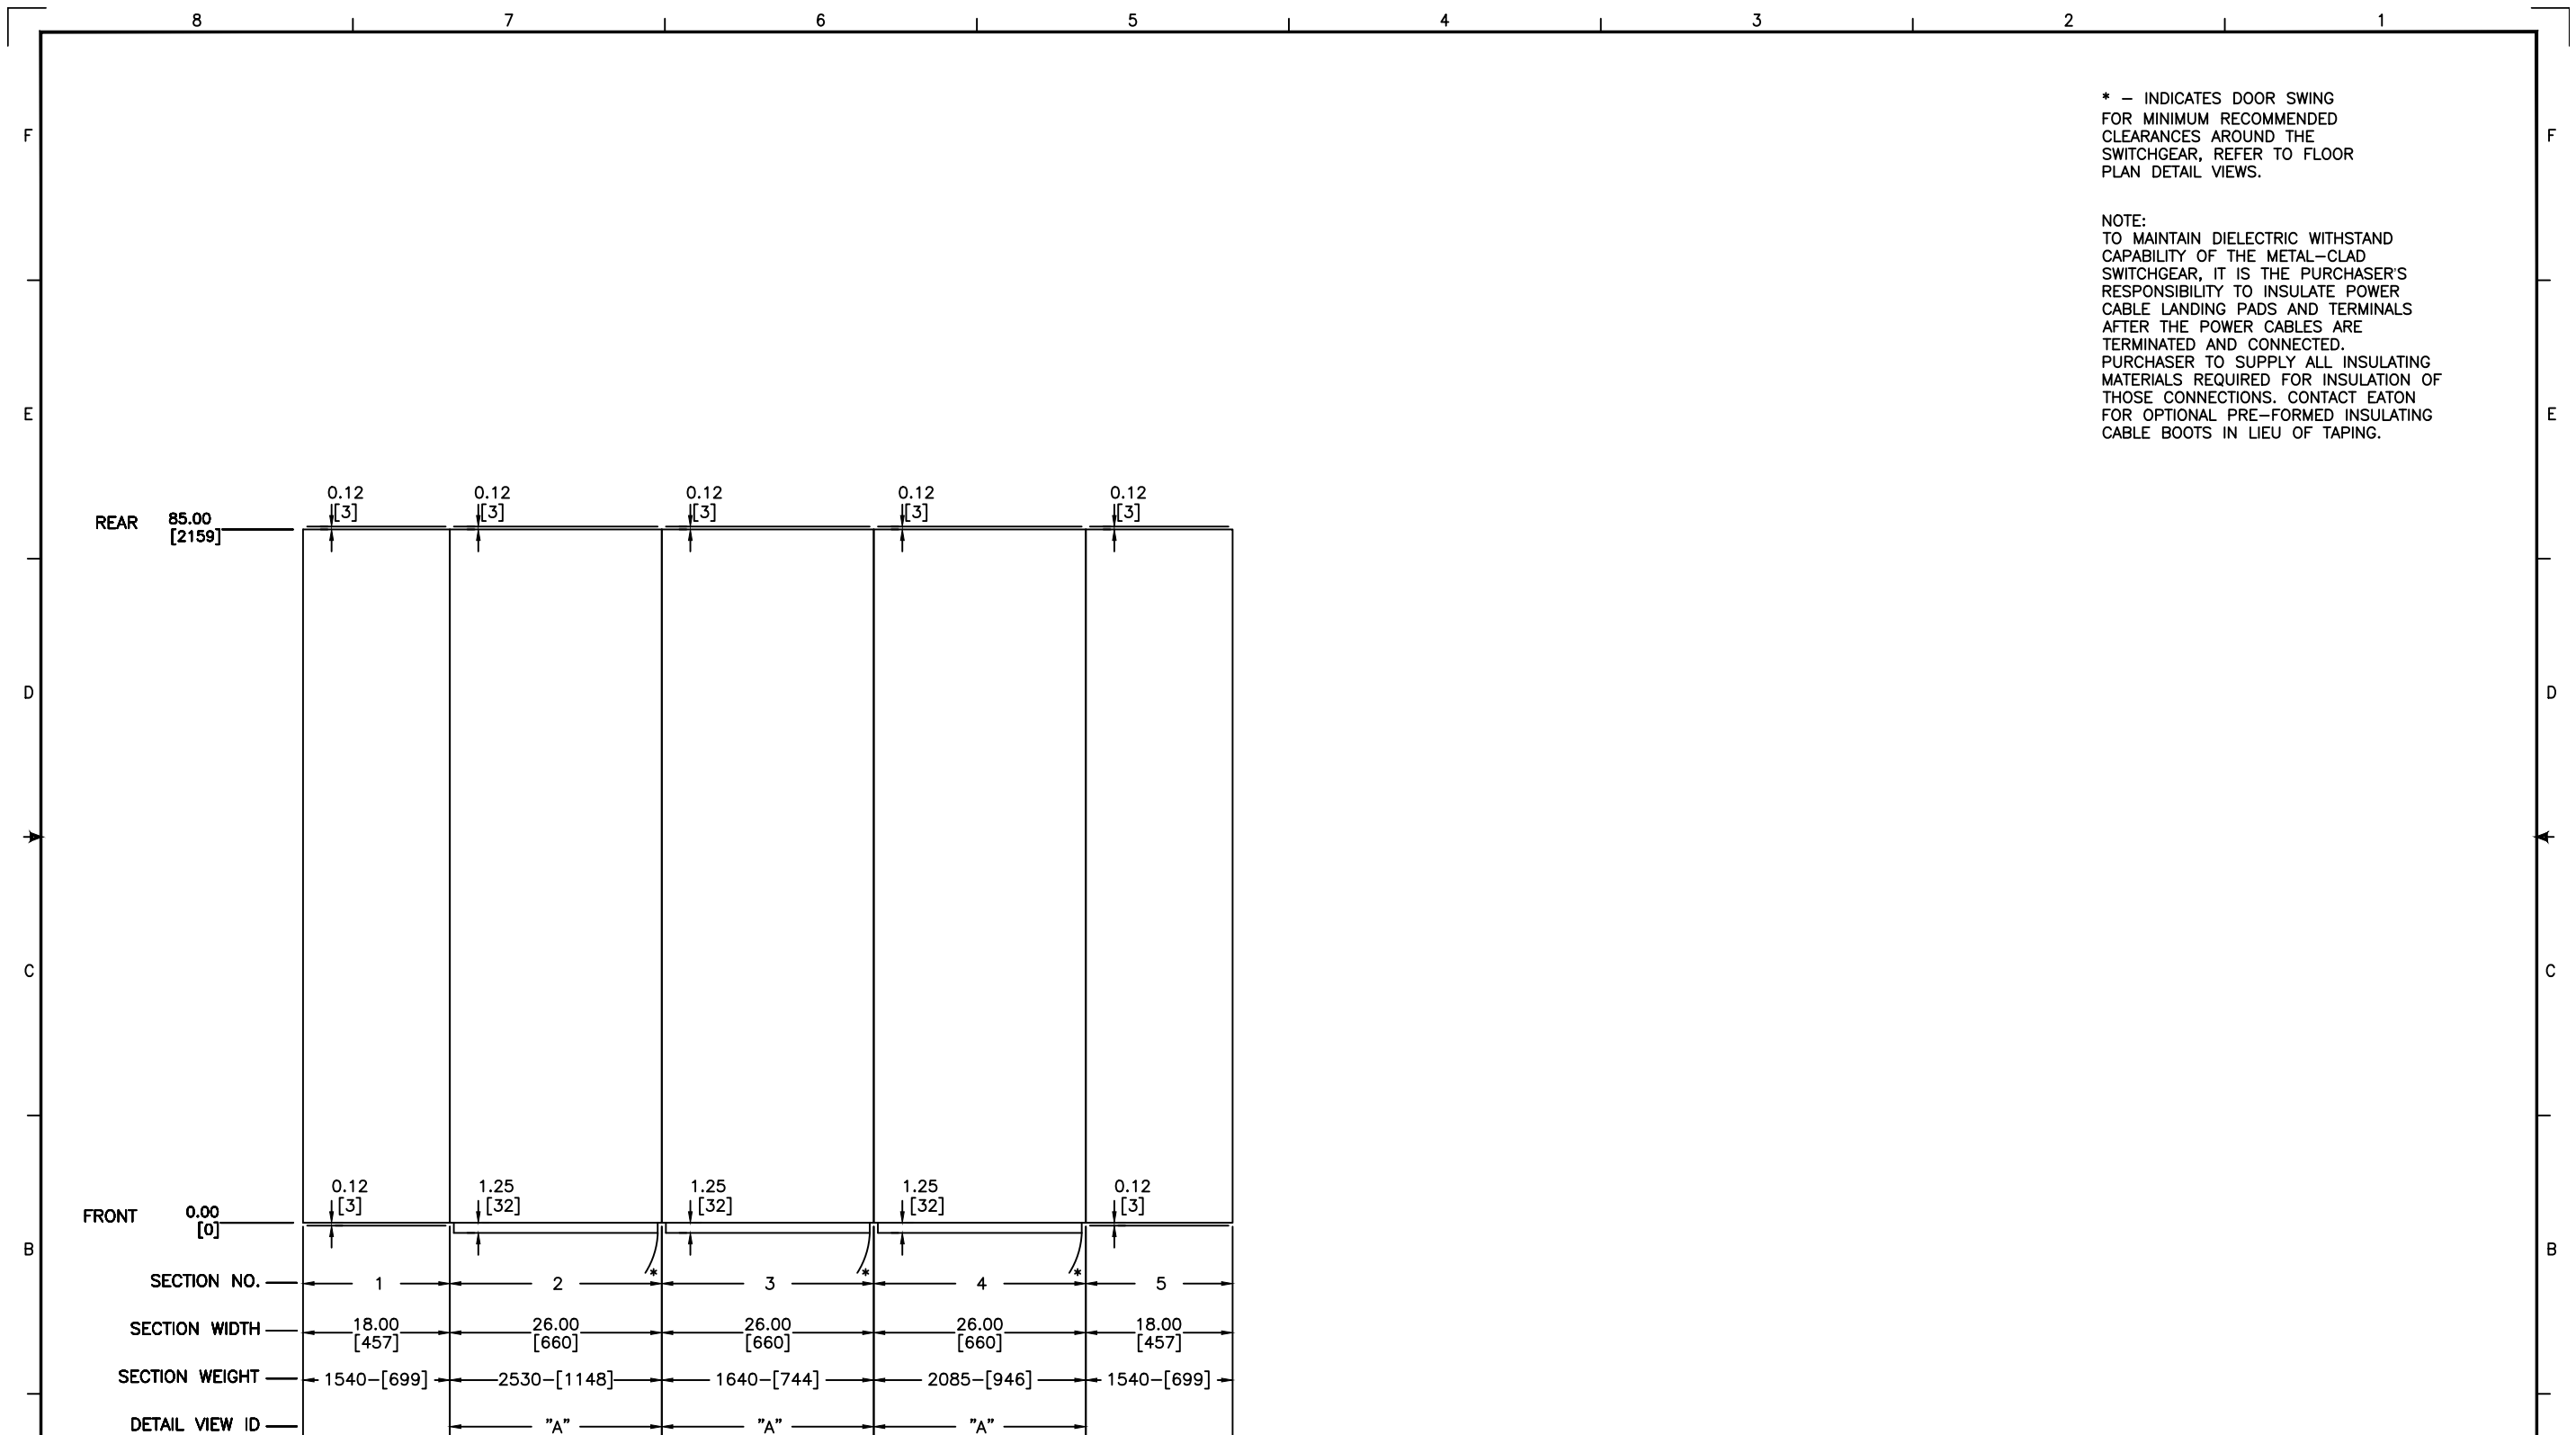 8 7 6 5 4 3 2 1
* – INDICATES DOOR SWING
FOR MINIMUM RECOMMENDED
CLEARANCES AROUND THE
SWITCHGEAR, REFER TO FLOOR
PLAN DETAIL VIEWS.
F F
NOTE:
TO MAINTAIN DIELECTRIC WITHSTAND
CAPABILITY OF THE METAL–CLAD
SWITCHGEAR, IT IS THE PURCHASER'S
RESPONSIBILITY TO INSULATE POWER
CABLE LANDING PADS AND TERMINALS
AFTER THE POWER CABLES ARE
TERMINATED AND CONNECTED.
PURCHASER TO SUPPLY ALL INSULATING
MATERIALS REQUIRED FOR INSULATION OF
THOSE CONNECTIONS. CONTACT EATON
FOR OPTIONAL PRE–FORMED INSULATING
CABLE BOOTS IN LIEU OF TAPING.
E E
0.12 0.12 0.12 0.12 0.12
[3] [3] [3] [3] [3]
REAR 85.00
[2159]
D D
C C
0.12 1.25 1.25 1.25 0.12
[3] [32] [32] [32] [3]
FRONT 0.00
[0]
B B
* * *
SECTION NO. 1 2 3 4 5
SECTION WIDTH 18.00 26.00 26.00 26.00 18.00
[457] [660] [660] [660] [457]
SECTION WEIGHT 1540–[699] 2530–[1148] 1640–[744] 2085–[946] 1540–[699]
DETAIL VIEW ID "A" "A" "A"